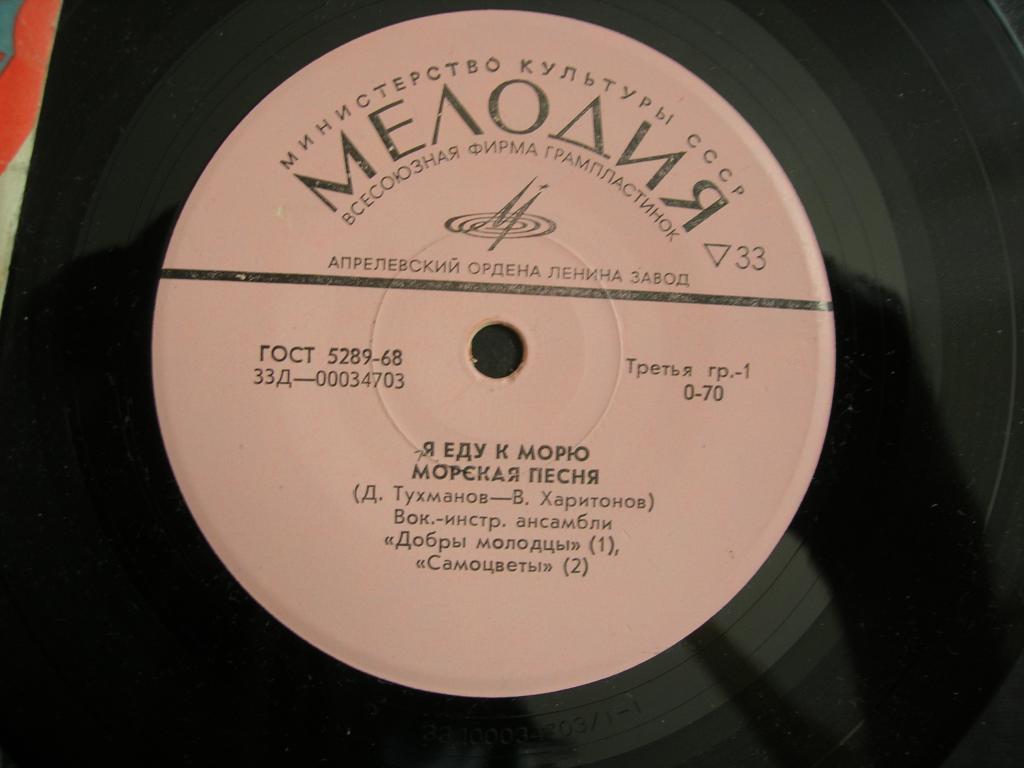 МИНИСТЕРСТВО КУЛЬТУРЫ СССР
МЕЛОДИЯ
ВСЕСОЮЗНАЯ ФИРМА ГРАМПЛАСТИНОК
▽33
АПРЕЛЕВСКИЙ ОРДЕНА ЛЕНИНА ЗАВОД
ГОСТ 5289-68
33Д—00034703
Третья гр.-1
0-70
Я ЕДУ К МОРЮ
МОРСКАЯ ПЕСНЯ
(Д. Тухманов—В. Харитонов)
Вок.-инстр. ансамбли
«Добры молодцы» (1),
«Самоцветы» (2)